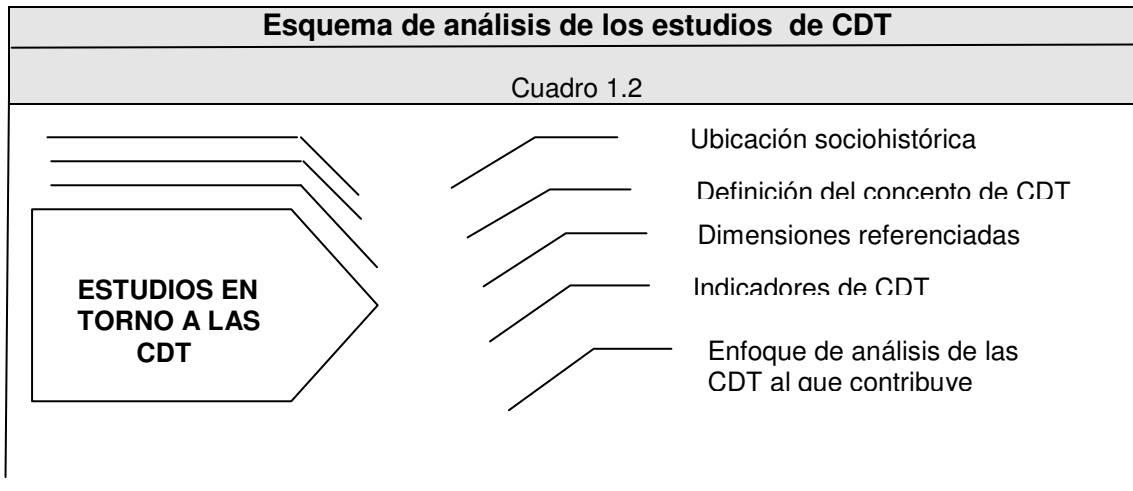 Esquema de análisis de los estudios de CDT
Cuadro 1.2
Ubicación sociohistórica
Definición del concepto de CDT
Dimensiones referenciadas
Indicadores de CDT
Enfoque de análisis de las
CDT al que contribuye
ESTUDIOS EN
TORNO A LAS
CDT